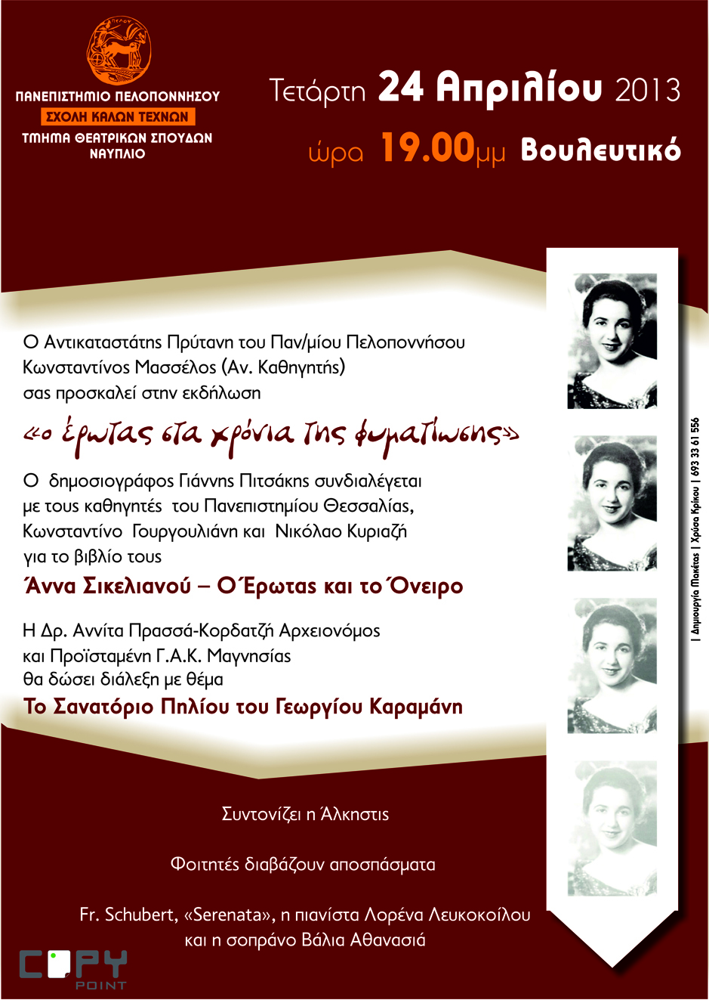 ΠΕΛΟΥ
ΠΑΝΕΠΙΣΤΗΜΙΟ ΠΕΛΟΠΟΝΝΗΣΟΥ
ΣΧΟΛΗ ΚΑΛΩΝ ΤΕΧΝΩΝ
ΤΜΗΜΑ ΘΕΑΤΡΙΚΩΝ ΣΠΟΥΔΩΝ
ΝΑΥΠΛΙΟ
Τετάρτη 24 Απριλίου 2013
ώρα 19.00μμ Βουλευτικό
Ο Αντικαταστάτης Πρύτανη του Παν/μίου Πελοποννήσου
Κωνσταντίνος Μασσέλος (Αν. Καθηγητής)
σας προσκαλεί στην εκδήλωση
«ο έρωτας στα χρόνια της φυματίωσης»
Ο δημοσιογράφος Γιάννης Πιτσάκης συνδιαλέγεται
με τους καθηγητές του Πανεπιστημίου Θεσσαλίας,
Κωνσταντίνο Γουργουλιάνη και Νικόλαο Κυριαζή
για το βιβλίο τους
Άννα Σικελιανού – Ο Έρωτας και το Όνειρο
Η Δρ. Αννίτα Πρασσά-Κορδατζή Αρχειονόμος
και Προϊσταμένη Γ.Α.Κ. Μαγνησίας
θα δώσει διάλεξη με θέμα
Το Σανατόριο Πηλίου του Γεωργίου Καραμάνη
Συντονίζει η Άλκηστις
Φοιτητές διαβάζουν αποσπάσματα
Fr. Schubert, «Serenata», η πιανίστα Λορένα Λευκοκοίλου
και η σοπράνο Βάλια Αθανασιά
| Δημιουργία Μακέτας | Χρύσα Κρίκου | 693 33 61 556
COPY
POINT